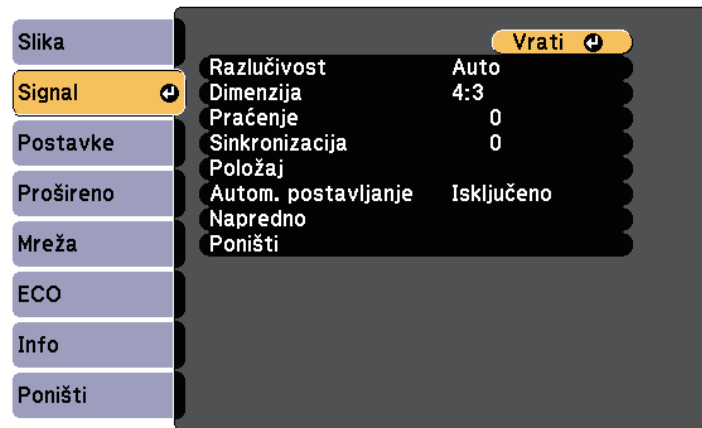 Slika
Signal
Postavke
Prošireno
Mreža
ECO
Info
Poništi
Vrati
Razlučivost Auto
Dimenzija 4:3
Praćenje 0
Sinkronizacija 0
Položaj
Autom. postavljanje Isključeno
Napredno
Poništi